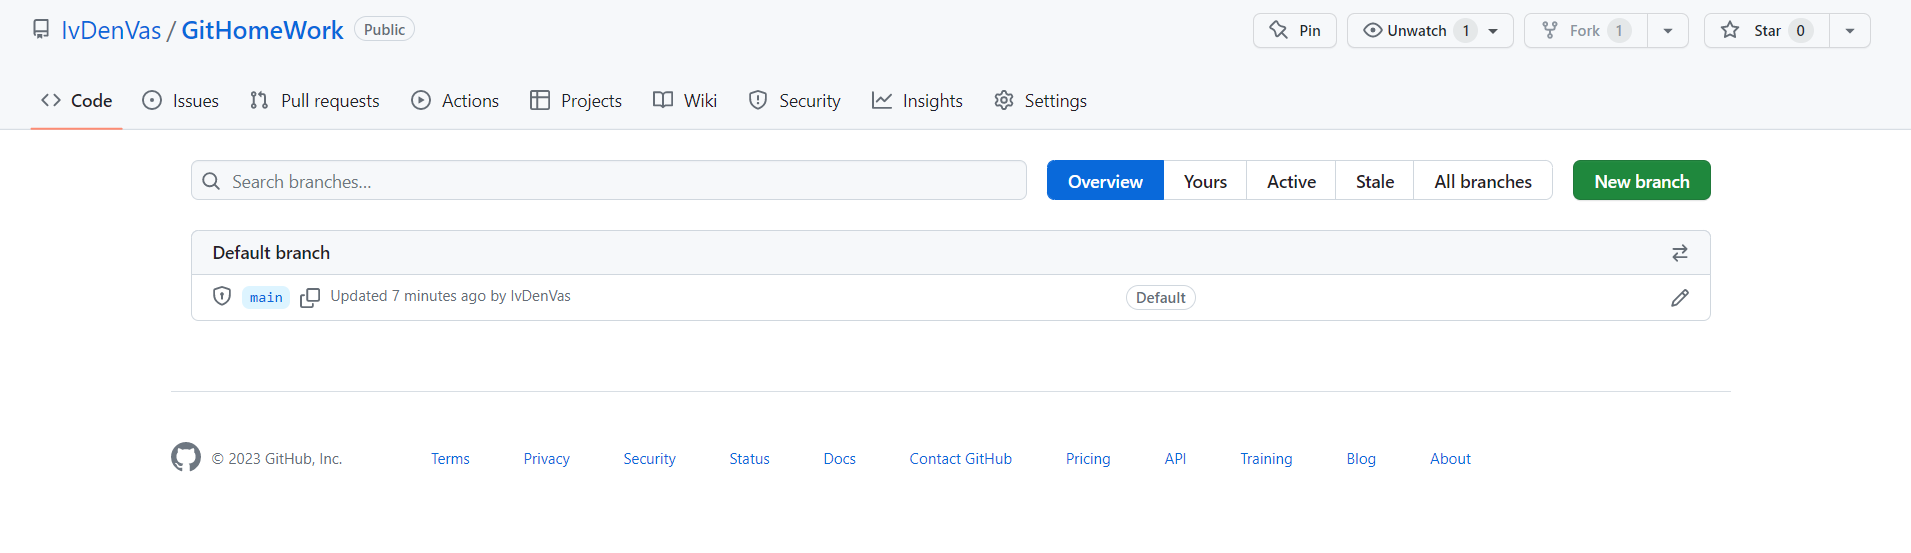 IvDenVas / GitHomeWork Public Pin Unwatch 1 Fork 1 Star 0
Code Issues Pull requests Actions Projects Wiki Security Insights Settings
Search branches... Overview Yours Active Stale All branches New branch
Default branch
main Updated 7 minutes ago by IvDenVas Default
© 2023 GitHub, Inc. Terms Privacy Security Status Docs Contact GitHub Pricing API Training Blog About